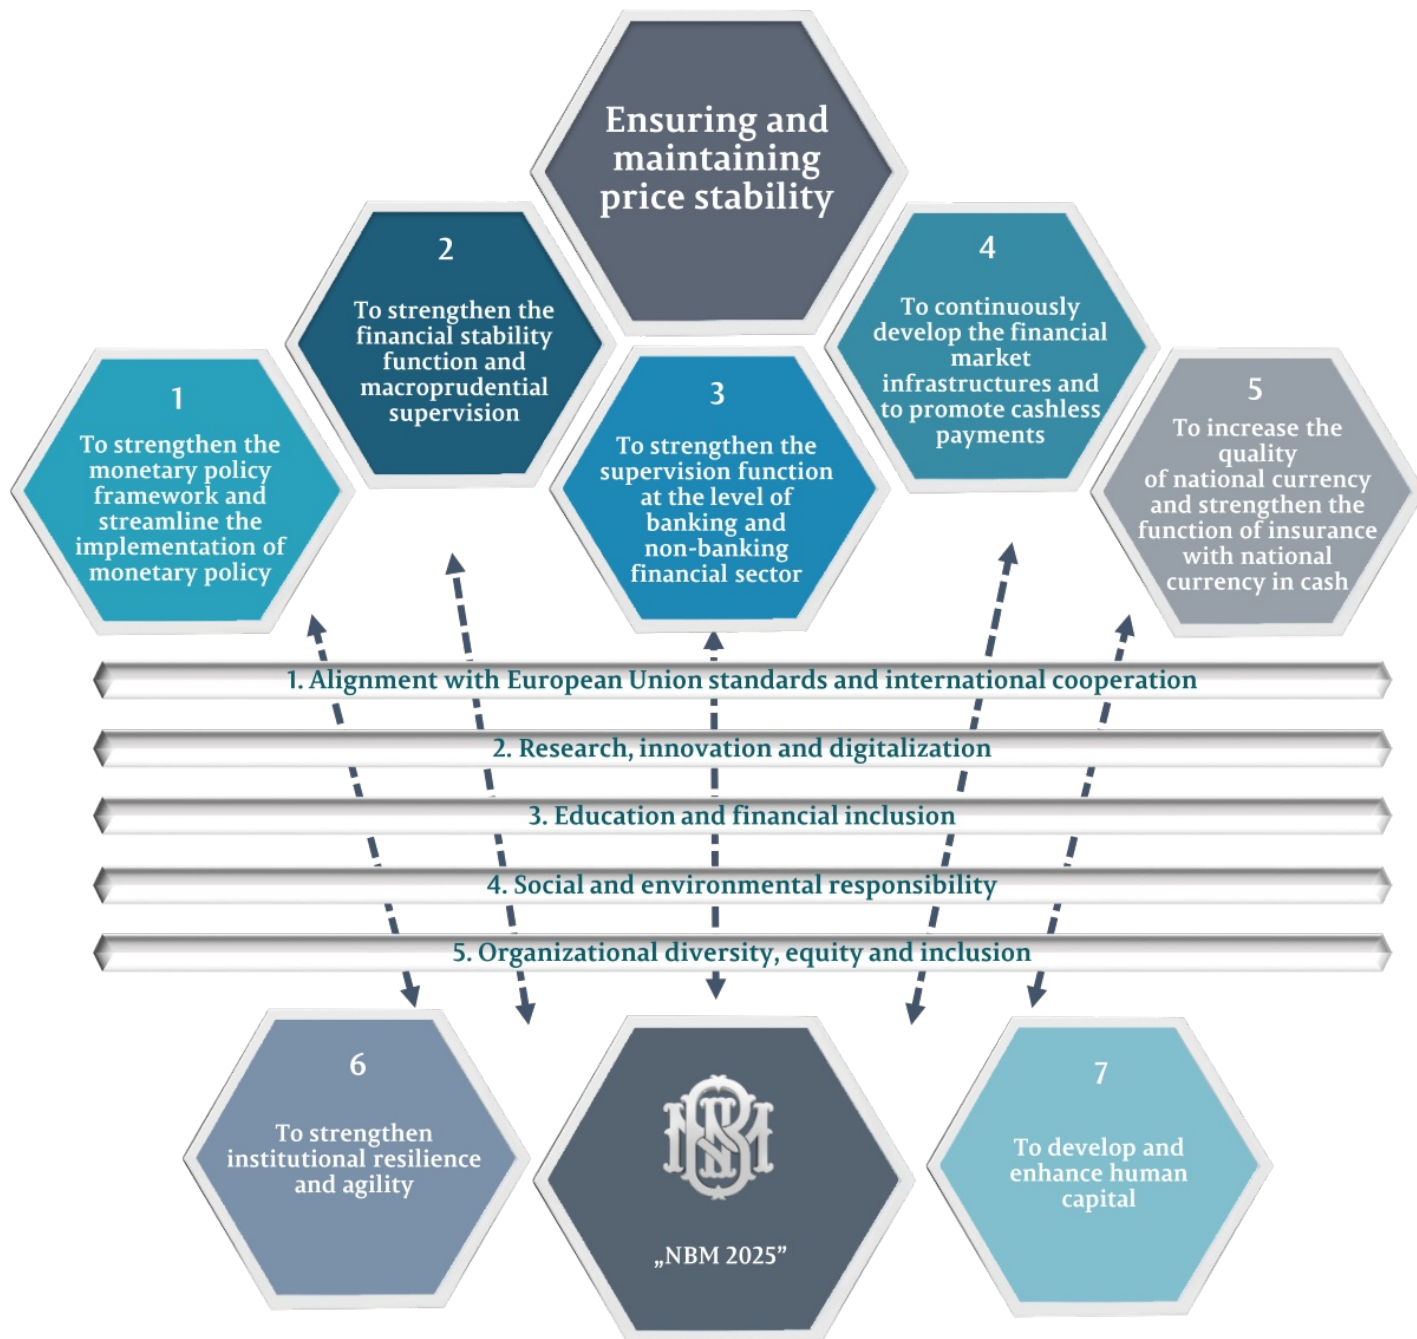 Ensuring and
maintaining
price stability
2
To strengthen the
financial stability
function and
macroprudential
supervision
4
To continuously
develop the financial
market
infrastructures and
to promote cashless
payments
1
To strengthen the
monetary policy
framework and
streamline the
implementation of
monetary policy
3
To strengthen the
supervision function
at the level of
banking and
non-banking
financial sector
5
To increase the
quality
of national currency
and strengthen the
function of insurance
with national
currency in cash
1. Alignment with European Union standards and international cooperation
2. Research, innovation and digitalization
3. Education and financial inclusion
4. Social and environmental responsibility
5. Organizational diversity, equity and inclusion
6
To strengthen
institutional resilience
and agility
BNM
„NBM 2025”
7
To develop and
enhance human
capital